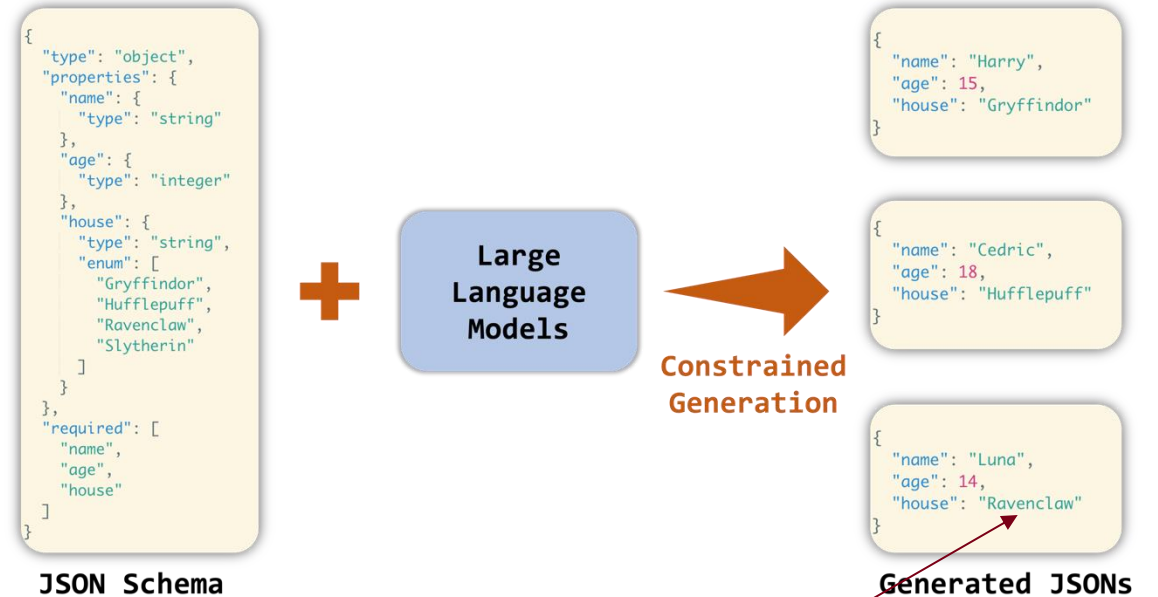 {
  "type": "object",
  "properties": {
    "name": {
      "type": "string"
    },
    "age": {
      "type": "integer"
    },
    "house": {
      "type": "string",
      "enum": [
        "Gryffindor",
        "Hufflepuff",
        "Ravenclaw",
        "Slytherin"
      ]
    }
  },
  "required": [
    "name",
    "age",
    "house"
  ]
}
JSON Schema
Large
Language
Models
Constrained
Generation
{
  "name": "Harry",
  "age": 15,
  "house": "Gryffindor"
}
{
  "name": "Cedric",
  "age": 18,
  "house": "Hufflepuff"
}
{
  "name": "Luna",
  "age": 14,
  "house": "Ravenclaw"
}
Generated JSONs